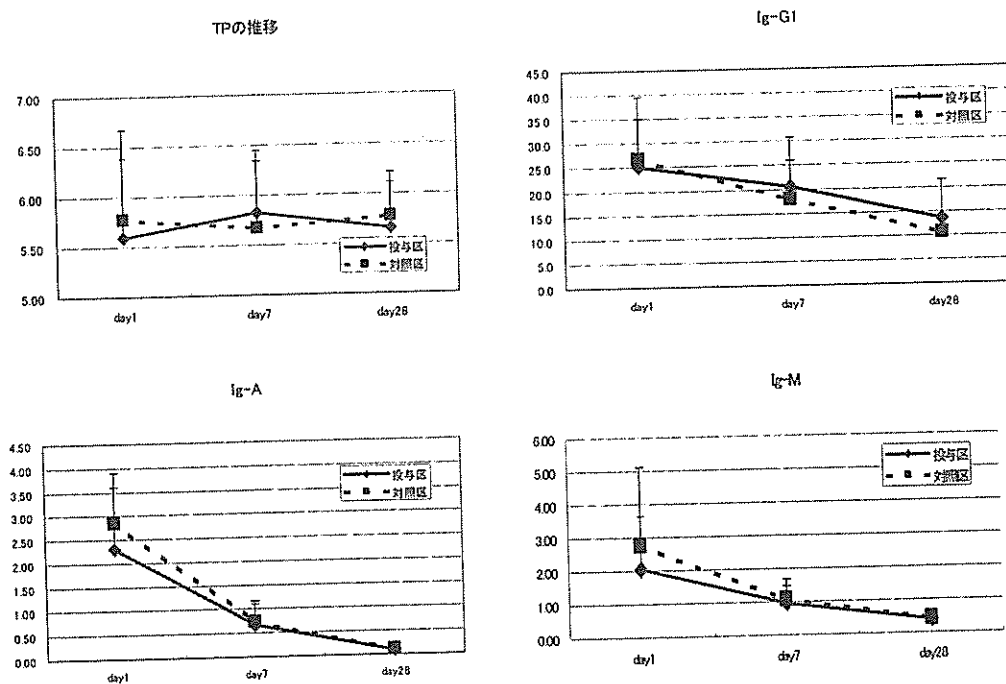 TPの推移
7.00
6.50
6.00
5.50
5.00
投与区
対照区
day1
day7
day28
Ig-G1
45.0
40.0
35.0
30.0
25.0
20.0
15.0
10.0
5.0
0.0
投与区
対照区
day1
day7
day28
Ig-A
4.50
4.00
3.50
3.00
2.50
2.00
1.50
1.00
0.50
0.00
投与区
対照区
day1
day7
day28
Ig-M
6.00
5.00
4.00
3.00
2.00
1.00
0.00
投与区
対照区
day1
day7
day28